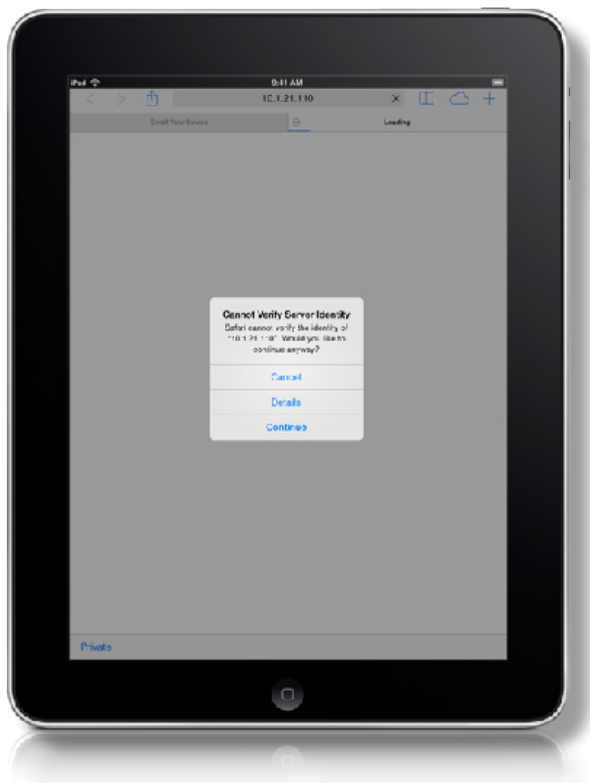 iPad 9:41 AM
10.1.21.110
Enroll Your Device Loading
Cannot Verify Server Identity
Safari cannot verify the identity of
"10.1.21.110". Would you like to
continue anyway?
Cancel
Details
Continue
Private